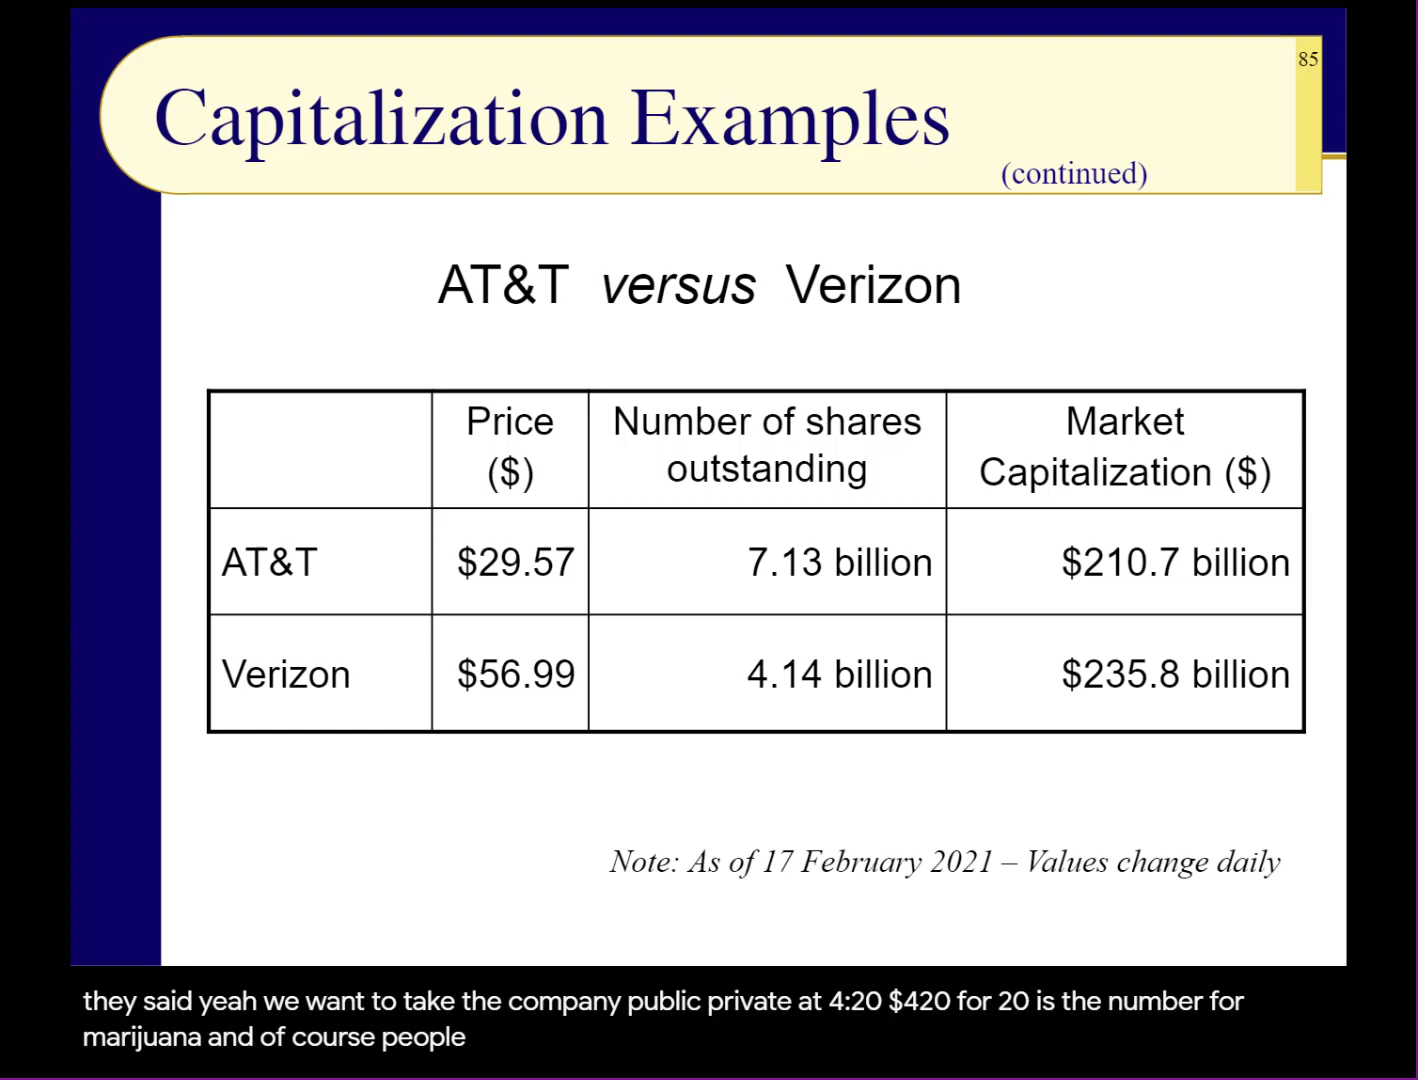 85
Capitalization Examples
(continued)
AT&T versus Verizon
Price
($)
Number of shares
outstanding
Market
Capitalization ($)
AT&T $29.57 7.13 billion $210.7 billion
Verizon $56.99 4.14 billion $235.8 billion
Note: As of 17 February 2021 – Values change daily
they said yeah we want to take the company public private at 4:20 $420 for 20 is the number for
marijuana and of course people